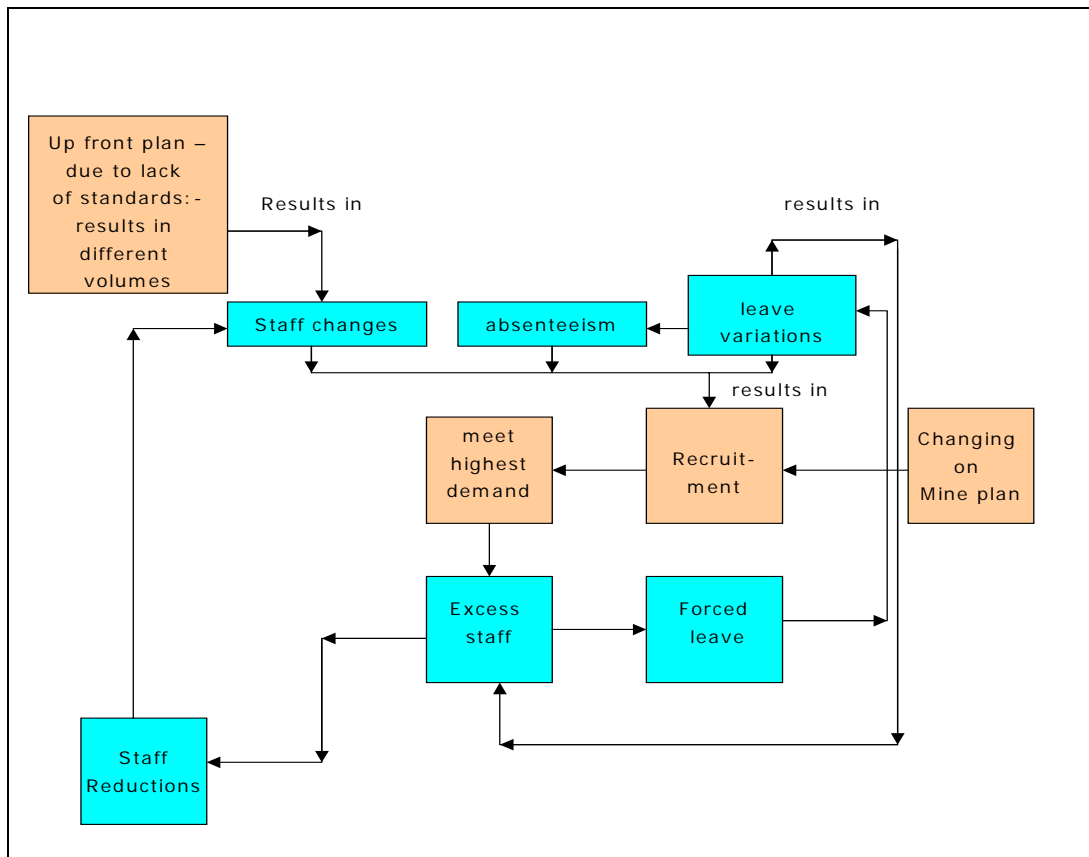 Up front plan –
due to lack
of standards:-
results in
different
volumes
Results in
results in
Staff changes
absenteeism
leave
variations
results in
meet
highest
demand
Recruit-
ment
Changing
on
Mine plan
Excess
staff
Forced
leave
Staff
Reductions